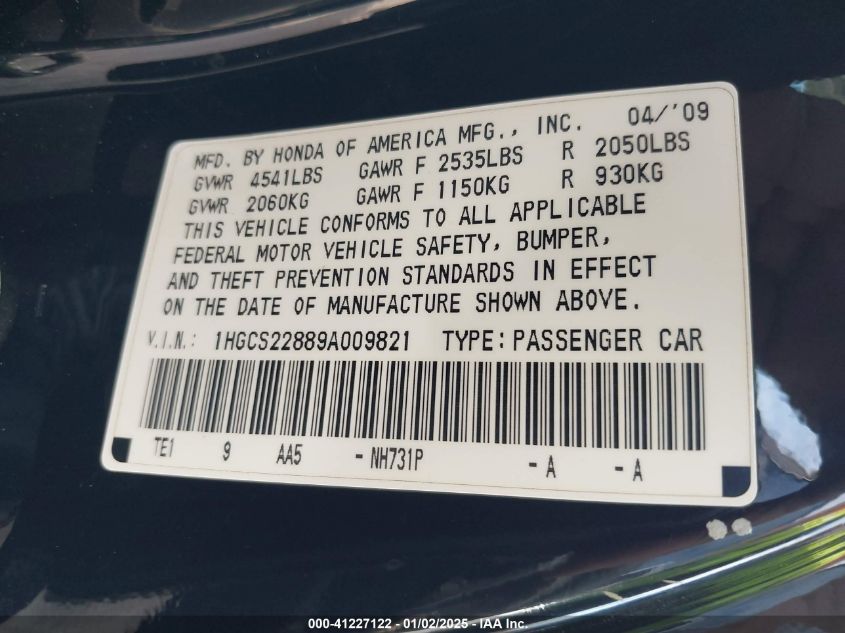 MFD. BY HONDA OF AMERICA MFG., INC. 04/'09
GVWR 4541LBS GAWR F 2535LBS R 2050LBS
GVWR 2060KG GAWR F 1150KG R 930KG
THIS VEHICLE CONFORMS TO ALL APPLICABLE
FEDERAL MOTOR VEHICLE SAFETY, BUMPER,
AND THEFT PREVENTION STANDARDS IN EFFECT
ON THE DATE OF MANUFACTURE SHOWN ABOVE.
V.I.N.: 1HGCS22889A009821 TYPE: PASSENGER CAR
TE1 9 AA5 - NH731P - A - A
000-41227122 - 01/02/2025 - IAA Inc.